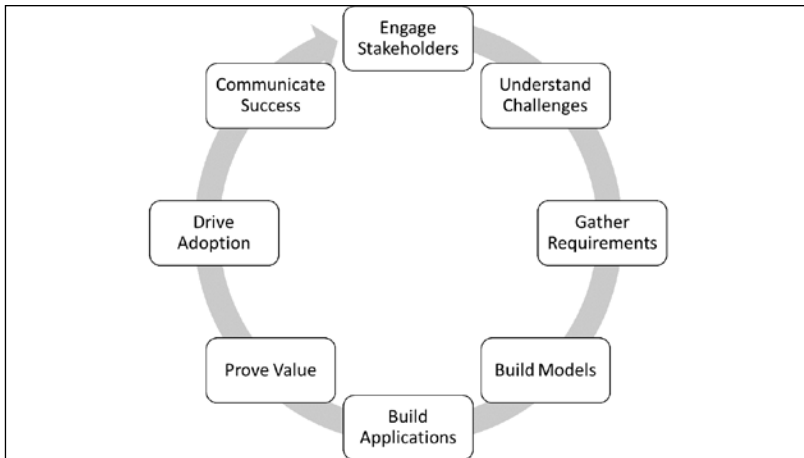 Engage
Stakeholders
Understand
Challenges
Gather
Requirements
Build Models
Build
Applications
Prove Value
Drive
Adoption
Communicate
Success